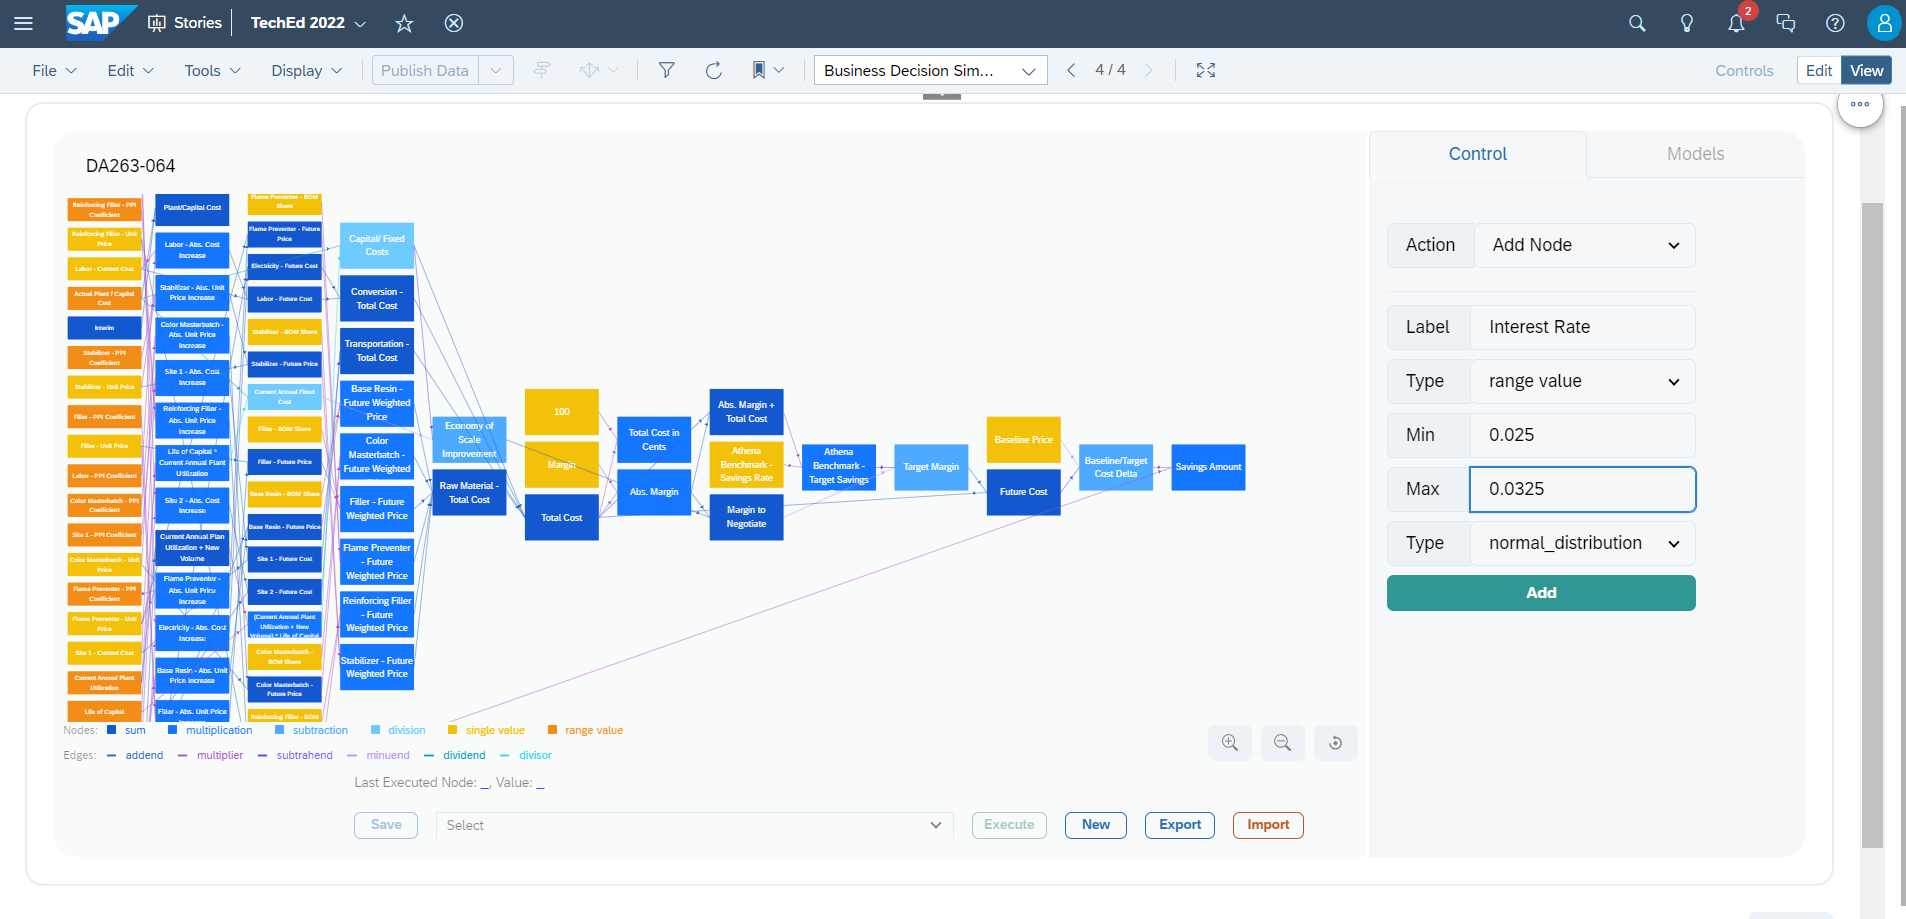 SAP Stories TechEd 2022 2
File Edit Tools Display Publish Data Business Decision Sim... 4 / 4 Controls Edit View
DA263-064
Reinforcing Filler - PPI
Coefficient
Reinforcing Filler - Unit
Price
Labor - Current Cost
Actual Plant / Capital
Cost
Interim
Stabilizer - PPI
Coefficient
Stabilizer - Unit Price
Filler - PPI Coefficient
Filler - Unit Price
Labor - PPI Coefficient
Color Masterbatch - PPI
Coefficient
Site 1 - PPI Coefficient
Color Masterbatch - Unit
Price
Flame Preventer - PPI
Coefficient
Flame Preventer - Unit
Price
Site 1 - Current Cost
Current Annual Plant
Utilization
Life of Capital
Plant/Capital Cost
Labor - Abs. Cost
Increase
Stabilizer - Abs. Unit
Price Increase
Color Masterbatch -
Abs. Unit Price
Increase
Site 1 - Abs. Cost
Increase
Reinforcing Filler -
Abs. Unit Price
Increase
Life of Capital *
Current Annual Plant
Utilization
Site 2 - Abs. Cost
Increase
Current Annual Plan
Utilization + New
Volume
Flame Preventor -
Abs. Unit Price
Increase
Electricity - Abs. Cost
Increase
Base Resin - Abs. Unit
Price Increase
Filler - Abs. Unit Price
Flame Preventer - BOM
Share
Flame Preventer - Future
Price
Electricity - Future Cost
Labor - Future Cost
Stabilizer - BOM Share
Stabilizer - Future Price
Current Annual Fixed
Cost
Filler - BOM Share
Filler - Future Price
Base Resin - BOM Share
Base Resin - Future Price
Site 1 - Future Cost
Site 2 - Future Cost
(Current Annual Plant
Utilization + New
Volume) * Life of Capital
Color Masterbatch -
BOM Share
Color Masterbatch -
Future Price
Reinforcing Filler - BOM
Capital/ Fixed
Costs
Conversion -
Total Cost
Transportation -
Total Cost
Base Resin -
Future Weighted
Price
Color
Masterbatch -
Future Weighted
Filler - Future
Weighted Price
Flame Preventer
- Future
Weighted Price
Reinforcing Filler
- Future
Weighted Price
Stabilizer - Future
Weighted Price
Economy of
Scale
Improvement
Raw Material -
Total Cost
100
Margin
Total Cost
Total Cost in
Cents
Abs. Margin
Abs. Margin +
Total Cost
Athena
Benchmark -
Savings Rate
Margin to
Negotiate
Athena
Benchmark -
Target Savings
Target Margin
Baseline Price
Future Cost
Baseline/Target
Cost Delta
Savings Amount
Nodes: sum multiplication subtraction division single value range value
Edges: addend multiplier subtrahend minuend dividend divisor
Last Executed Node: _, Value: _
Save Select Execute New Export Import
Control Models
Action Add Node
Label Interest Rate
Type range value
Min 0.025
Max 0.0325
Type normal_distribution
Add